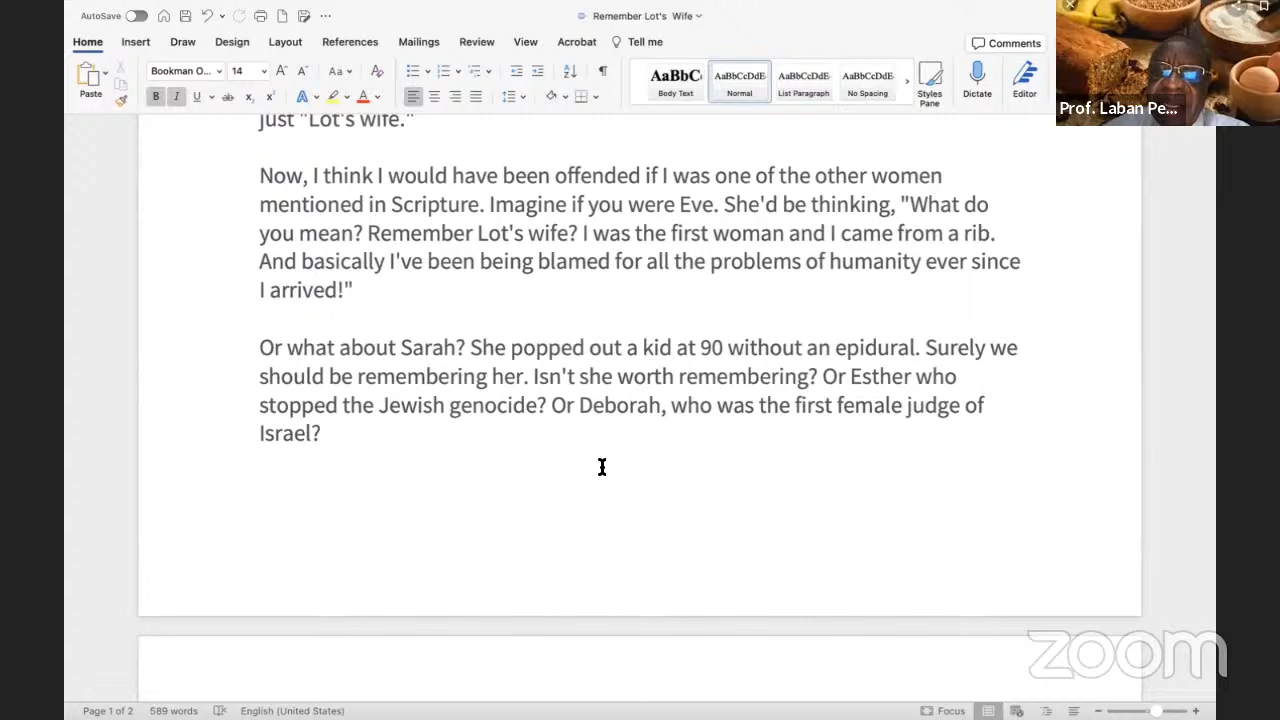 AutoSave
Remember Lot's Wife
Home Insert Draw Design Layout References Mailings Review View Acrobat Tell me
Comments
Paste
Bookman O... 14
Aa
B I U ab x x A A
AaBbC AaBbCcDdE AaBbCcDdE AaBbCcDdE
Body Text Normal List Paragraph No Spacing
Styles Pane
Dictate
Editor
Prof. Laban Pe...
just "Lot's wife."
Now, I think I would have been offended if I was one of the other women
mentioned in Scripture. Imagine if you were Eve. She'd be thinking, "What do
you mean? Remember Lot's wife? I was the first woman and I came from a rib.
And basically I've been being blamed for all the problems of humanity ever since
I arrived!"
Or what about Sarah? She popped out a kid at 90 without an epidural. Surely we
should be remembering her. Isn't she worth remembering? Or Esther who
stopped the Jewish genocide? Or Deborah, who was the first female judge of
Israel?
zoom
Page 1 of 2 589 words English (United States) Focus